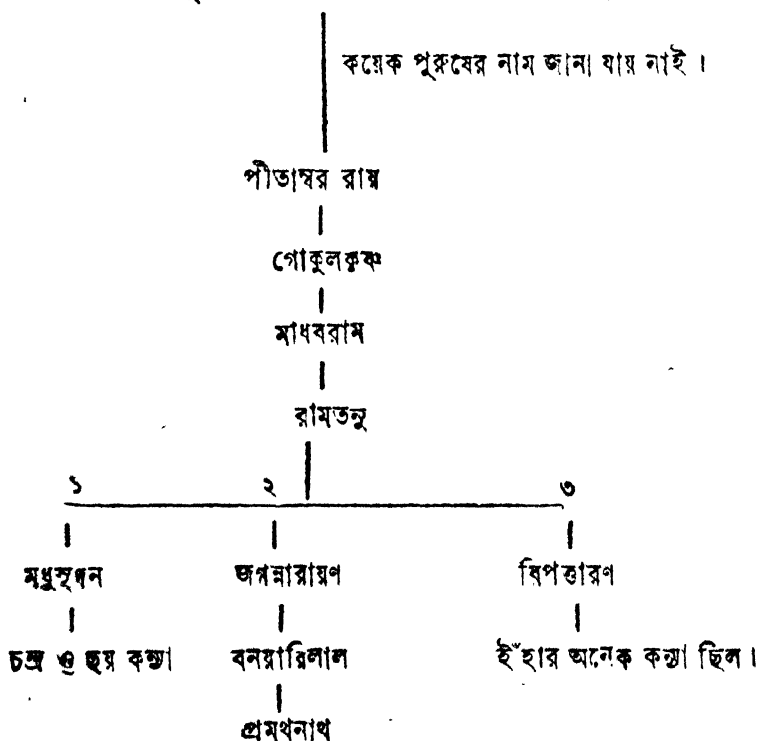 কয়েক পুরুষের নাম জানা যায় নাই।
পীতাম্বর রায়
গোকুলকৃষ্ণ
মাধবরাম
রামতনু
১ ২ ৩
মধুসূদন জগন্নারায়ণ বিপত্তারণ
চন্দ্র ও ছয় কন্যা বনয়ারিলাল ইঁহার অনেক কন্যা ছিল।
প্রমথনাথ